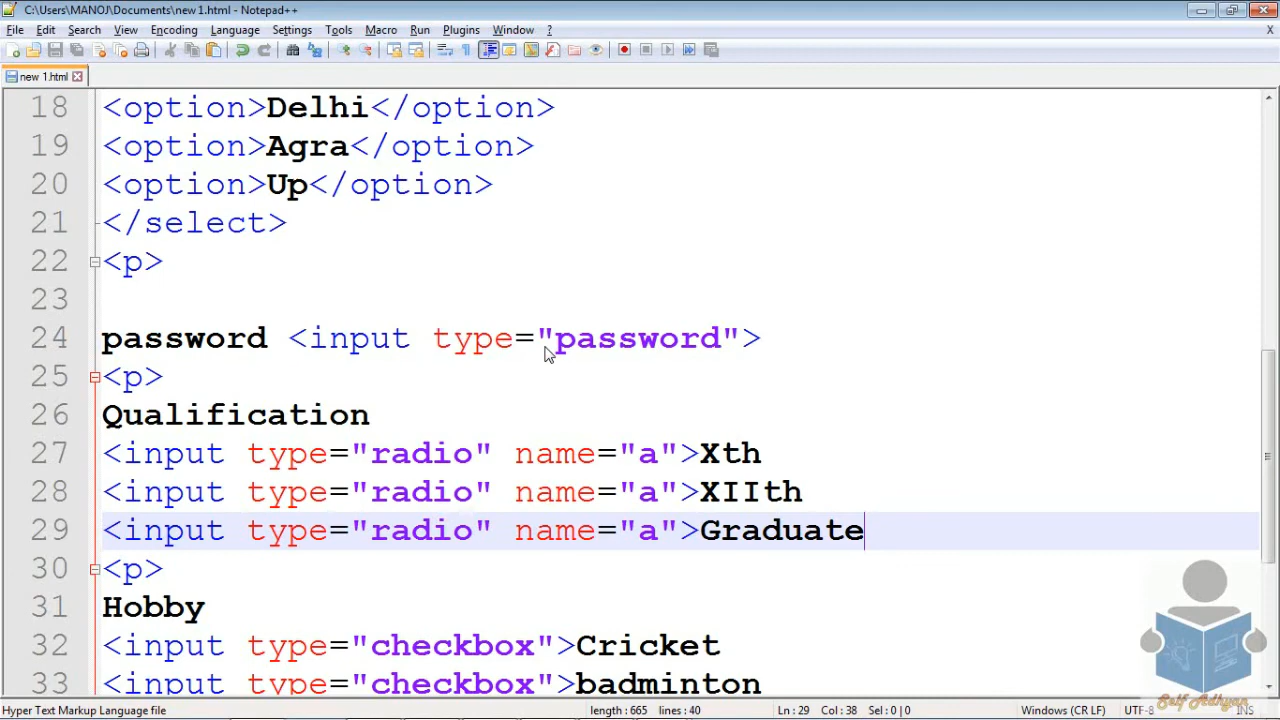 C:\Users\MANOJ\Documents\new 1.html - Notepad++
File Edit Search View Encoding Language Settings Tools Macro Run Plugins Window ? X
new 1.html
18 <option>Delhi</option>
19 <option>Agra</option>
20 <option>Up</option>
21 </select>
22 <p>
23
24 password <input type="password">
25 <p>
26 Qualification
27 <input type="radio" name="a">Xth
28 <input type="radio" name="a">XIIth
29 <input type="radio" name="a">Graduate
30 <p>
31 Hobby
32 <input type="checkbox">Cricket
33 <input type="checkbox">badminton
Self Adhyan
Hyper Text Markup Language file length : 665 lines : 40 Ln : 29 Col : 38 Sel : 0 | 0 Windows (CR LF) UTF-8 INS